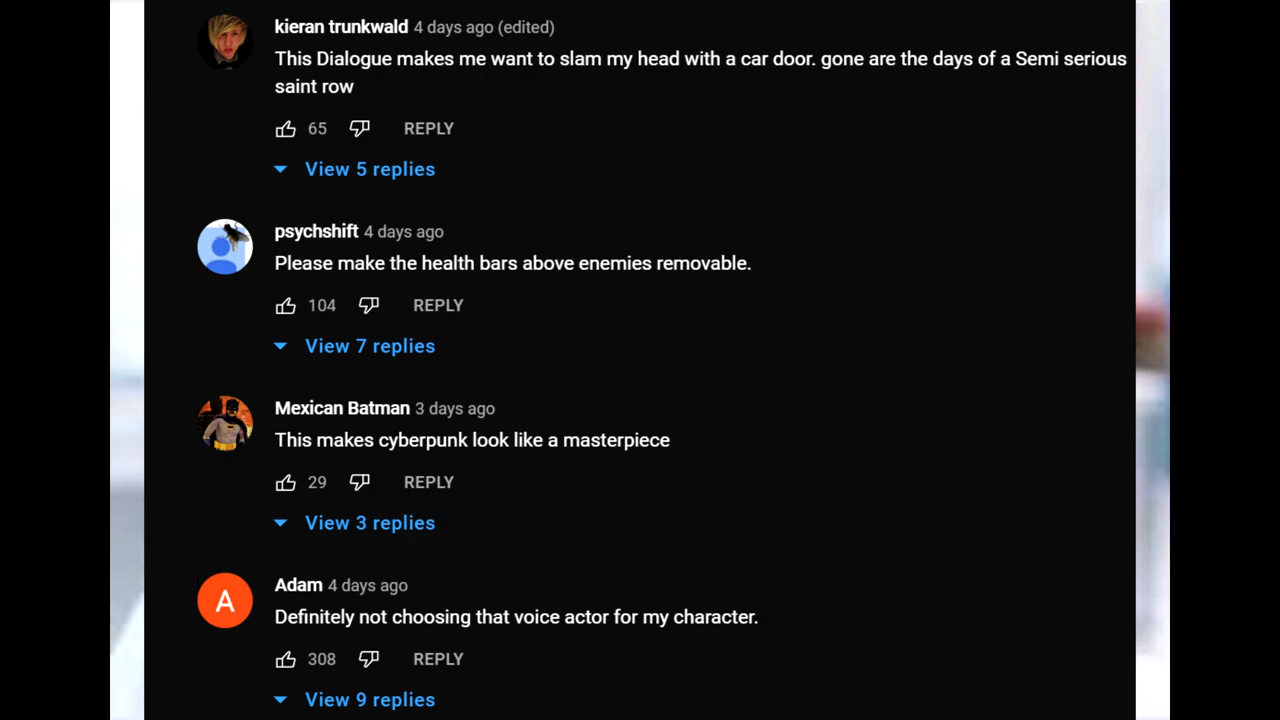 kieran trunkwald 4 days ago (edited)
This Dialogue makes me want to slam my head with a car door. gone are the days of a Semi serious
saint row
65 REPLY
View 5 replies
psychshift 4 days ago
Please make the health bars above enemies removable.
104 REPLY
View 7 replies
Mexican Batman 3 days ago
This makes cyberpunk look like a masterpiece
29 REPLY
View 3 replies
A
Adam 4 days ago
Definitely not choosing that voice actor for my character.
308 REPLY
View 9 replies